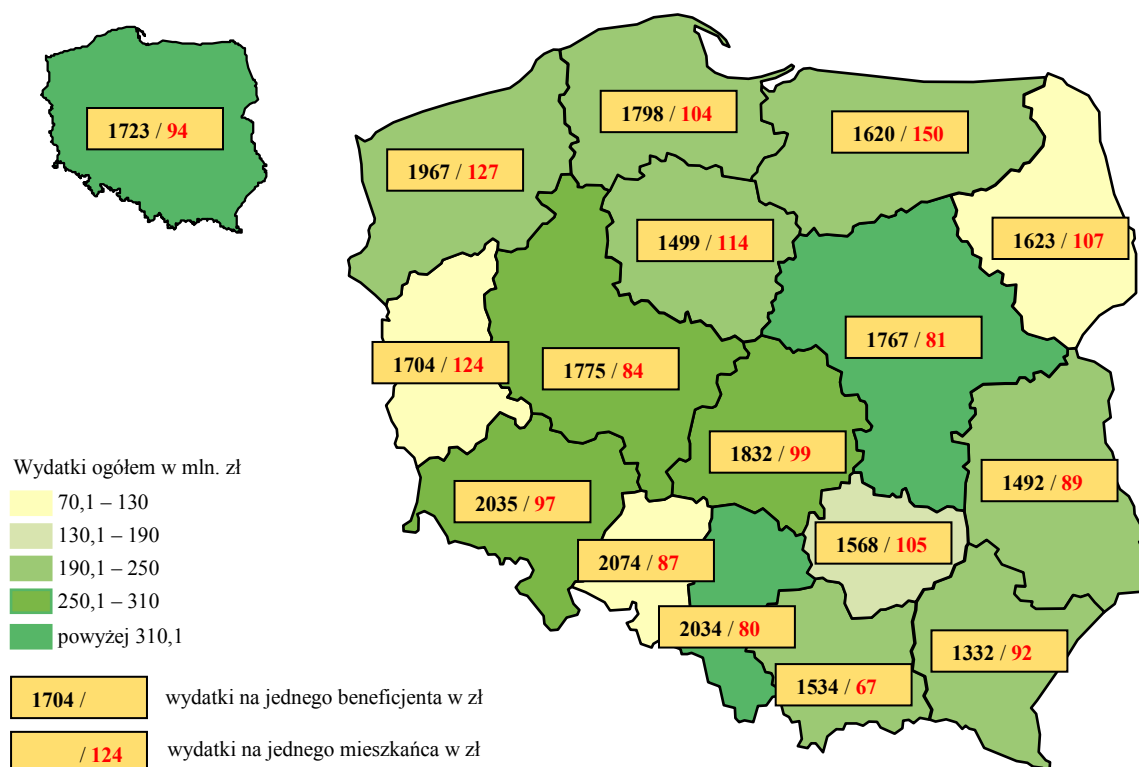 1723 / 94
1798 / 104
1620 / 150
1967 / 127
1499 / 114
1623 / 107
1767 / 81
1704 / 124
1775 / 84
1832 / 99
1492 / 89
2035 / 97
1568 / 105
2074 / 87
2034 / 80
1332 / 92
1534 / 67
Wydatki ogółem w mln. zł
70,1 – 130
130,1 – 190
190,1 – 250
250,1 – 310
powyżej 310,1
1704 / wydatki na jednego beneficjenta w zł
/ 124 wydatki na jednego mieszkańca w zł